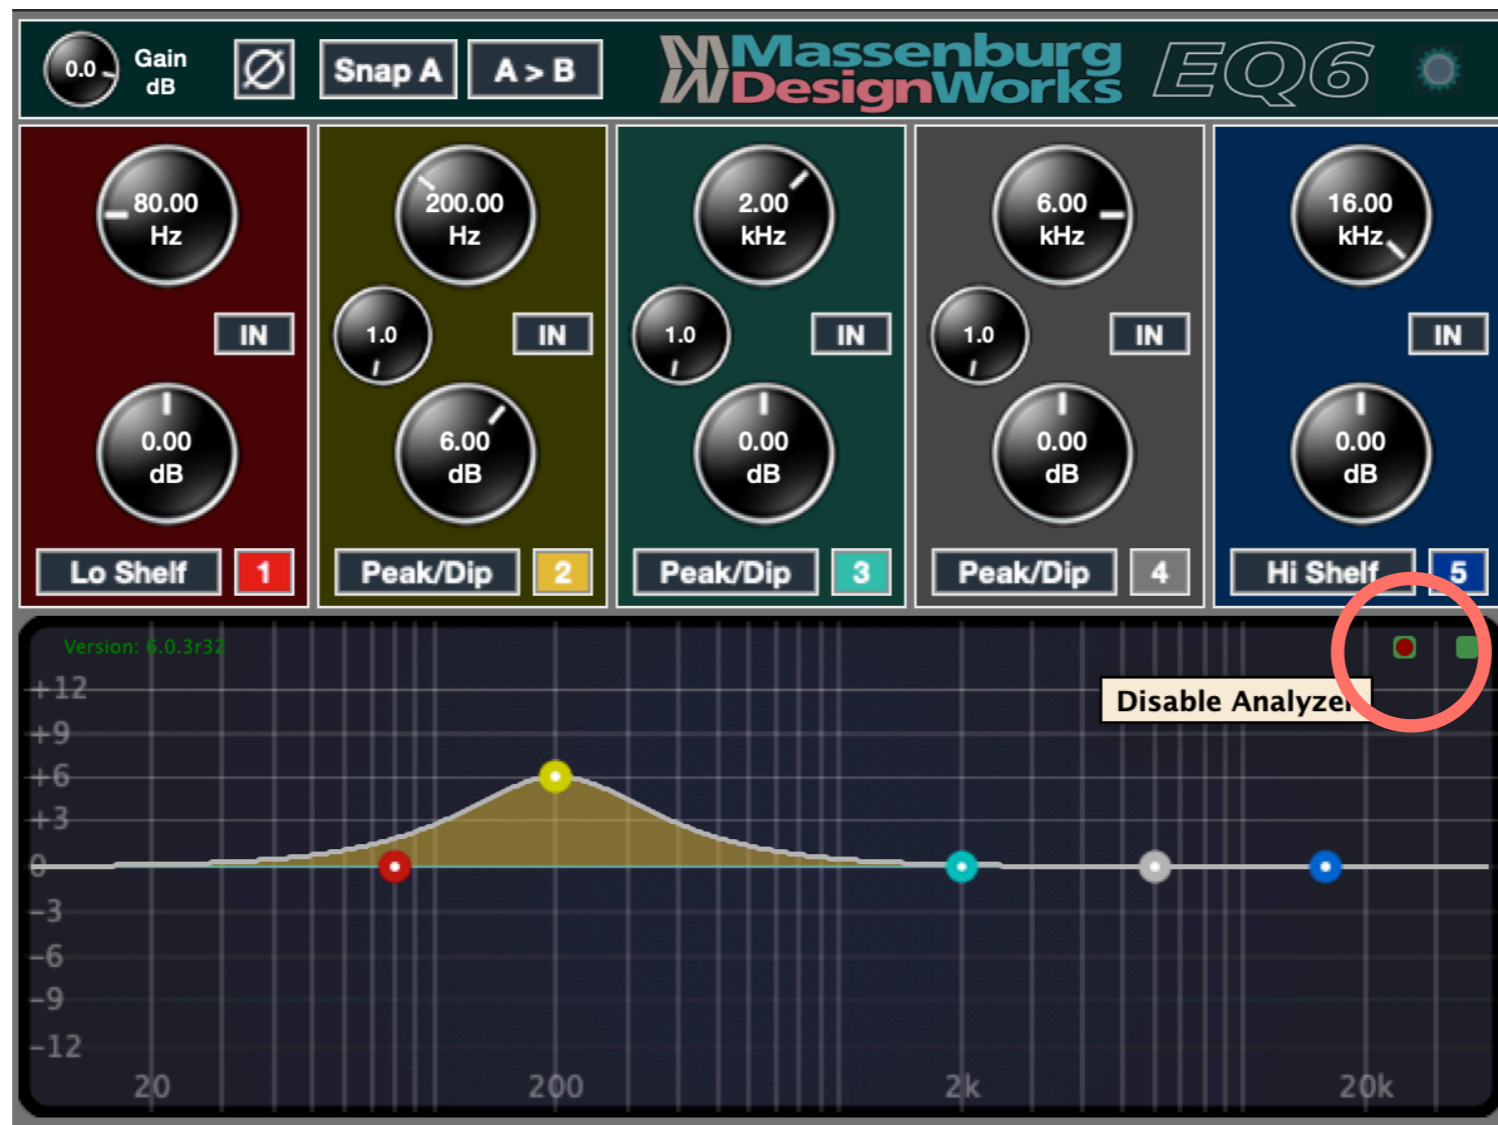 0.0
Gain
dB
Ø
Snap A
A > B
Massenburg
DesignWorks
EQ6
80.00
Hz
IN
0.00
dB
Lo Shelf
1
200.00
Hz
1.0
IN
6.00
dB
Peak/Dip
2
2.00
kHz
1.0
IN
0.00
dB
Peak/Dip
3
6.00
kHz
1.0
IN
0.00
dB
Peak/Dip
4
16.00
kHz
IN
0.00
dB
Hi Shelf
5
Version: 6.0.3r32
Disable Analyzer
+12
+9
+6
+3
0
-3
-6
-9
-12
20
200
2k
20k